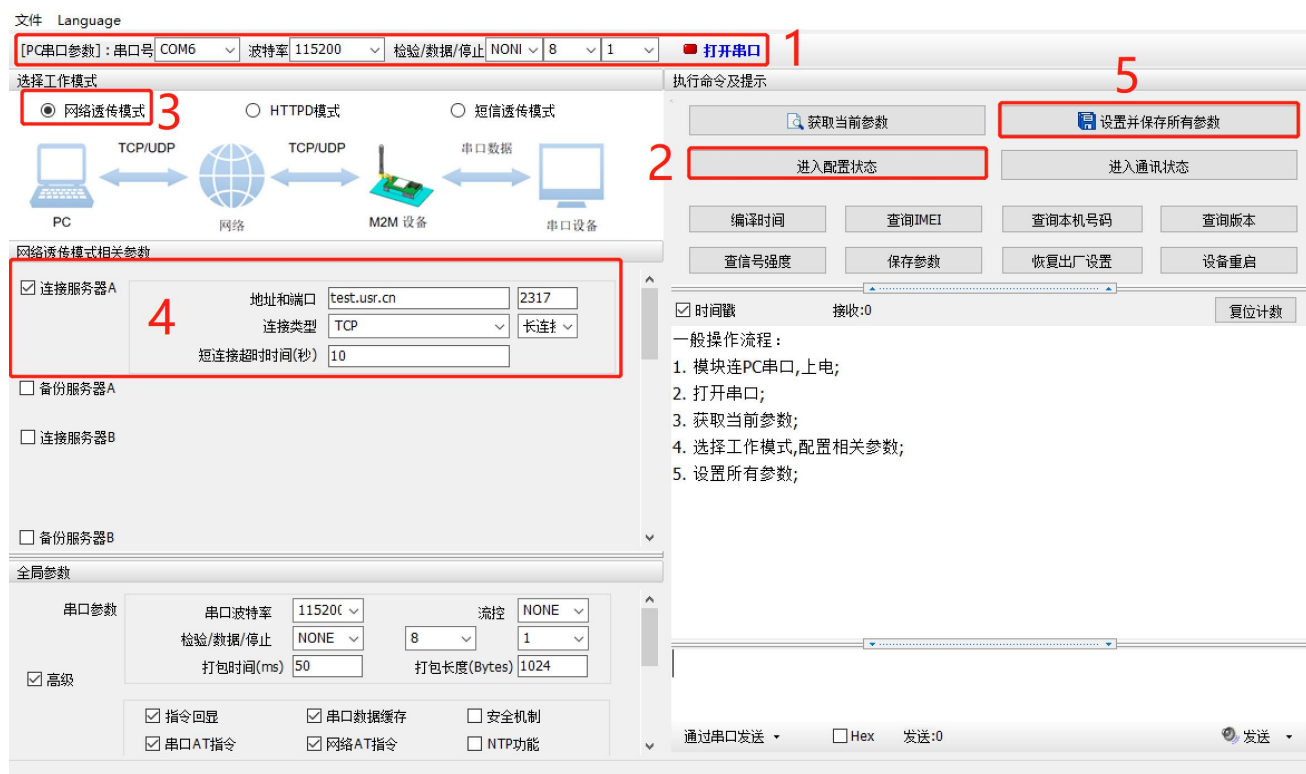 文件 Language
[PC串口参数]：串口号 COM6 波特率 115200 检验/数据/停止 NONI 8 1 打开串口 1
选择工作模式
网络透传模式 3 HTTPD模式 短信透传模式
TCP/UDP TCP/UDP 串口数据
PC 网络 M2M 设备 串口设备
网络透传模式相关参数
连接服务器A 4
地址和端口 test.usr.cn 2317
连接类型 TCP 长连接
短连接超时时间(秒) 10
备份服务器A
连接服务器B
备份服务器B
全局参数
串口参数 串口波特率 115200 流控 NONE
检验/数据/停止 NONE 8 1
打包时间(ms) 50 打包长度(Bytes) 1024
高级
指令回显 串口数据缓存 安全机制
串口AT指令 网络AT指令 NTP功能
执行命令及提示 5
获取当前参数 设置并保存所有参数
2 进入配置状态 进入通讯状态
编译时间 查询IMEI 查询本机号码 查询版本
查信号强度 保存参数 恢复出厂设置 设备重启
时间戳 接收:0 复位计数
一般操作流程：
1. 模块连PC串口,上电;
2. 打开串口;
3. 获取当前参数;
4. 选择工作模式,配置相关参数;
5. 设置所有参数;
通过串口发送 Hex 发送:0 发送